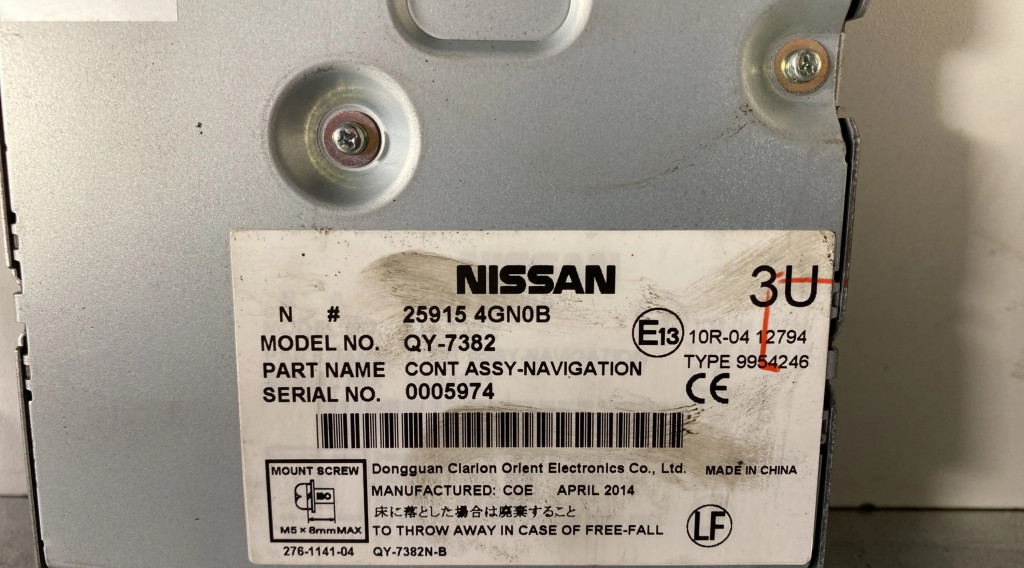 NISSAN
3U
N # 25915 4GN0B
MODEL NO. QY-7382
E13 10R-04 12794
PART NAME CONT ASSY-NAVIGATION
TYPE 9954246
SERIAL NO. 0005974
CE
MOUNT SCREW
ISO
M5×8mmMAX
Dongguan Clarion Orient Electronics Co., Ltd. MADE IN CHINA
MANUFACTURED: COE APRIL 2014
床に落とした場合は廃棄すること
TO THROW AWAY IN CASE OF FREE-FALL
LF
276-1141-04 QY-7382N-B